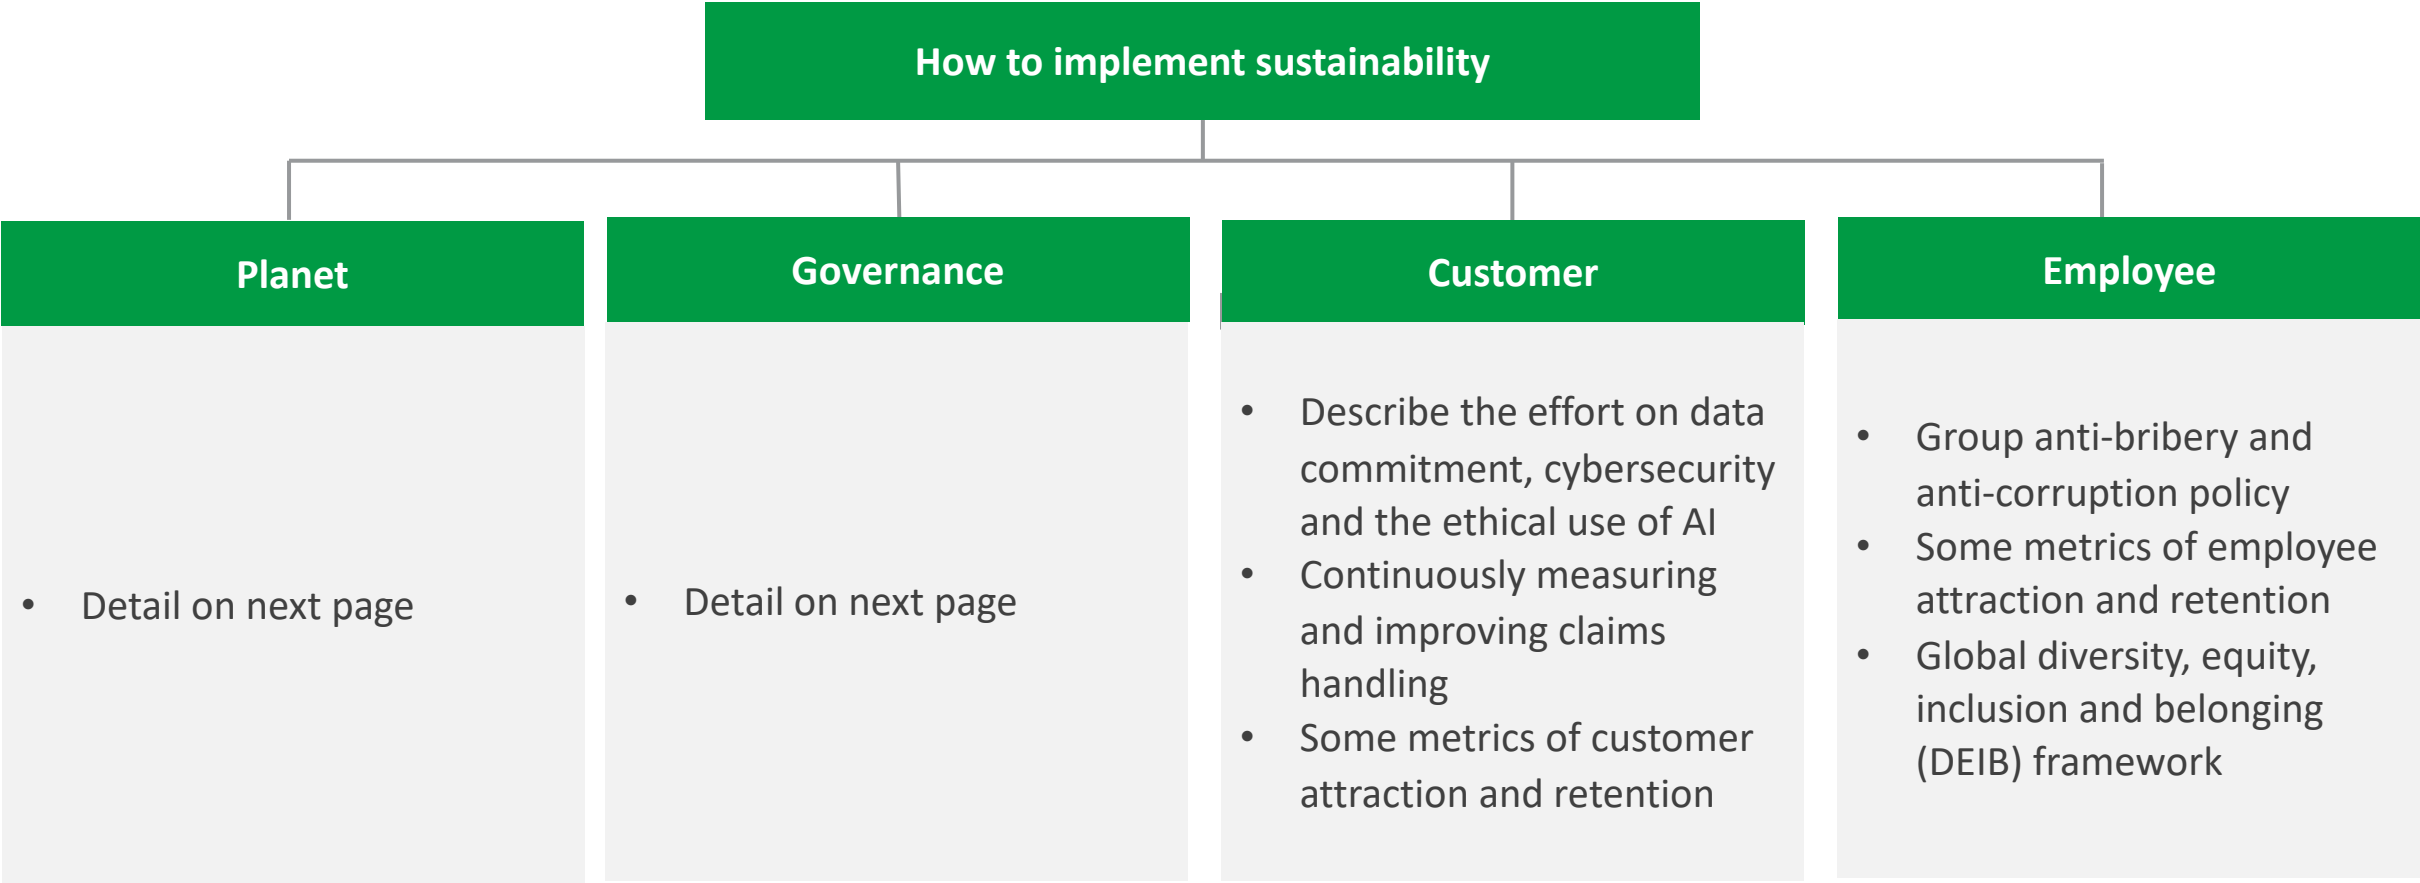 How to implement sustainability
Planet
• Detail on next page
Governance
• Detail on next page
Customer
• Describe the effort on data
commitment, cybersecurity
and the ethical use of AI
• Continuously measuring
and improving claims
handling
• Some metrics of customer
attraction and retention
Employee
• Group anti-bribery and
anti-corruption policy
• Some metrics of employee
attraction and retention
• Global diversity, equity,
inclusion and belonging
(DEIB) framework